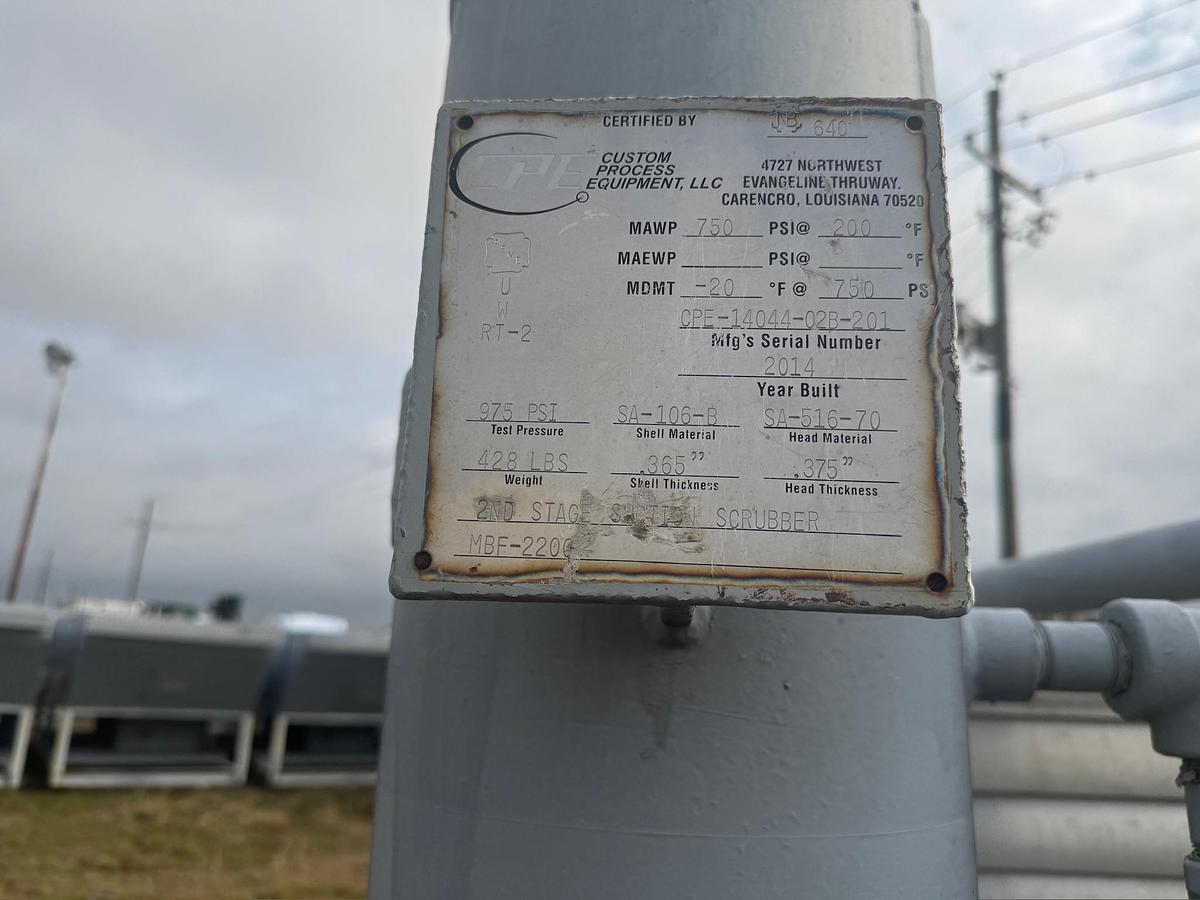 CERTIFIED BY
NB 640
CPE
CUSTOM
PROCESS
EQUIPMENT, LLC
4727 NORTHWEST
EVANGELINE THRUWAY.
CARENCRO, LOUISIANA 70520
MAWP 750 PSI@ 200 °F
MAEWP PSI@ °F
MDMT -20 °F @ 750 PS
U
W
RT-2
CPE-14044-02B-201
Mfg's Serial Number
2014
Year Built
975 PSI SA-106-B SA-516-70
Test Pressure Shell Material Head Material
428 LBS .365" .375"
Weight Shell Thickness Head Thickness
2ND STAGE SUCTION SCRUBBER
MBF-2200